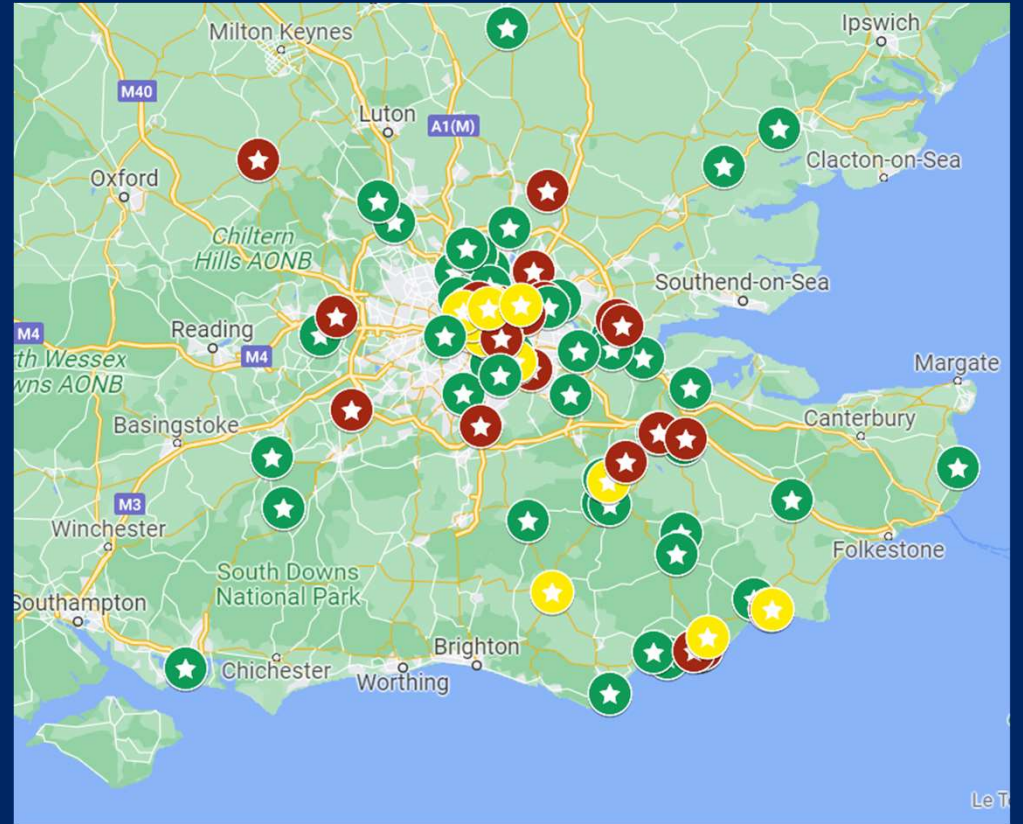 Milton Keynes
Ipswich
M40
Luton
A1(M)
Clacton-on-Sea
Oxford
Chiltern
Hills AONB
Southend-on-Sea
M4
Reading
M4
rth Wessex
wns AONB
Margate
Basingstoke
Canterbury
M3
Winchester
Folkestone
South Downs
National Park
Southampton
Brighton
Chichester
Worthing
Le T